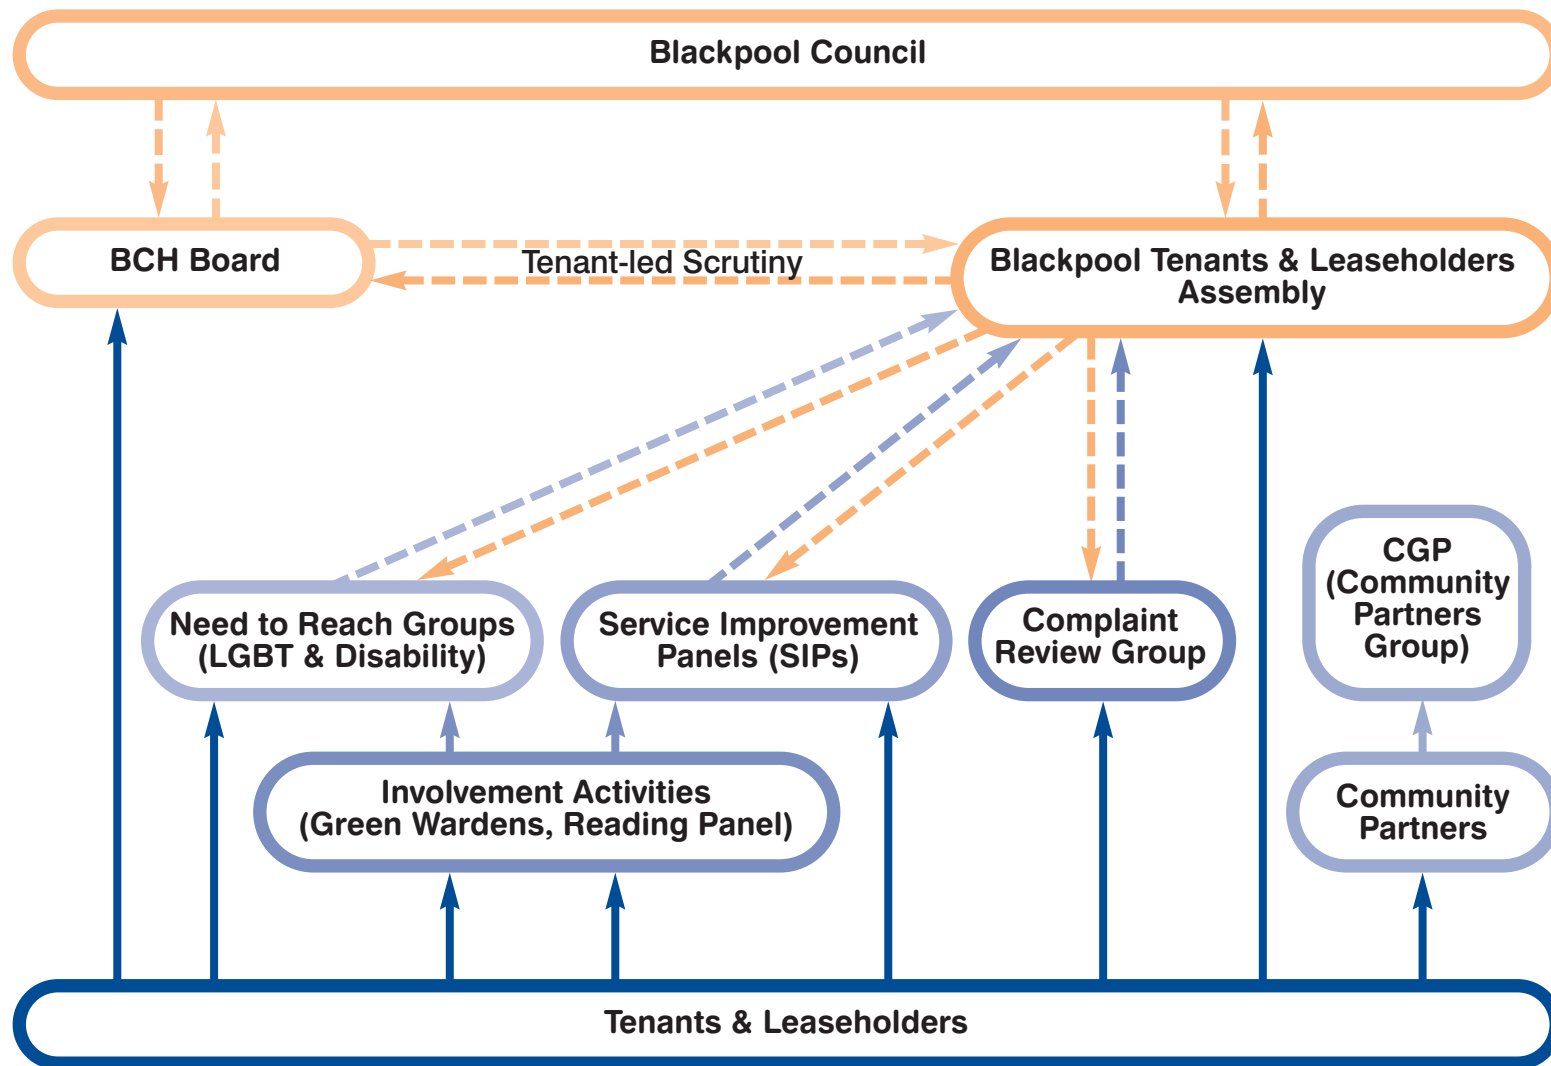 Blackpool Council
BCH Board
Tenant-led Scrutiny
Blackpool Tenants & Leaseholders
Assembly
Need to Reach Groups
(LGBT & Disability)
Service Improvement
Panels (SIPs)
Complaint
Review Group
CGP
(Community
Partners
Group)
Involvement Activities
(Green Wardens, Reading Panel)
Community
Partners
Tenants & Leaseholders